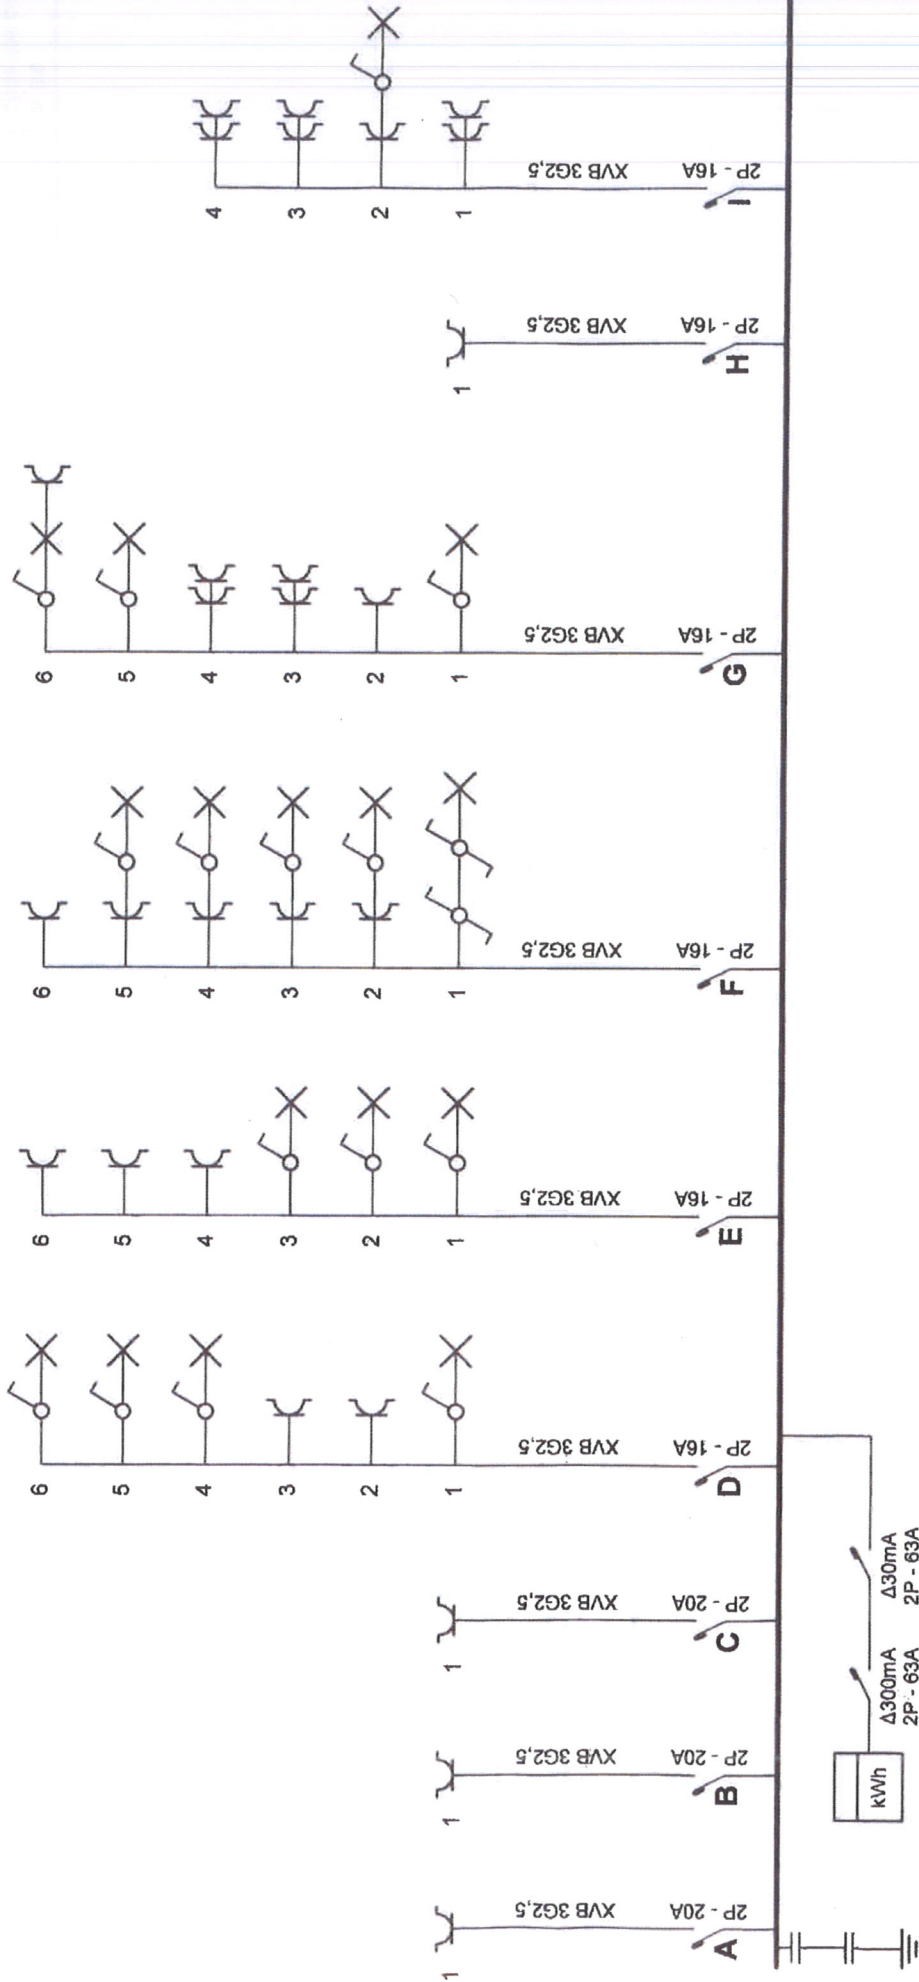 4
3
2
1
XVB 3G2,5
2P - 16A
I
1
XVB 3G2,5
2P - 16A
H
6
5
4
3
2
1
XVB 3G2,5
2P - 16A
G
6
5
4
3
2
1
XVB 3G2,5
2P - 16A
F
6
5
4
3
2
1
XVB 3G2,5
2P - 16A
E
6
5
4
3
2
1
XVB 3G2,5
2P - 16A
D
1
XVB 3G2,5
2P - 20A
C
1
XVB 3G2,5
2P - 20A
B
1
XVB 3G2,5
2P - 20A
A
kWh
Δ300mA
2P - 63A
Δ30mA
2P - 63A